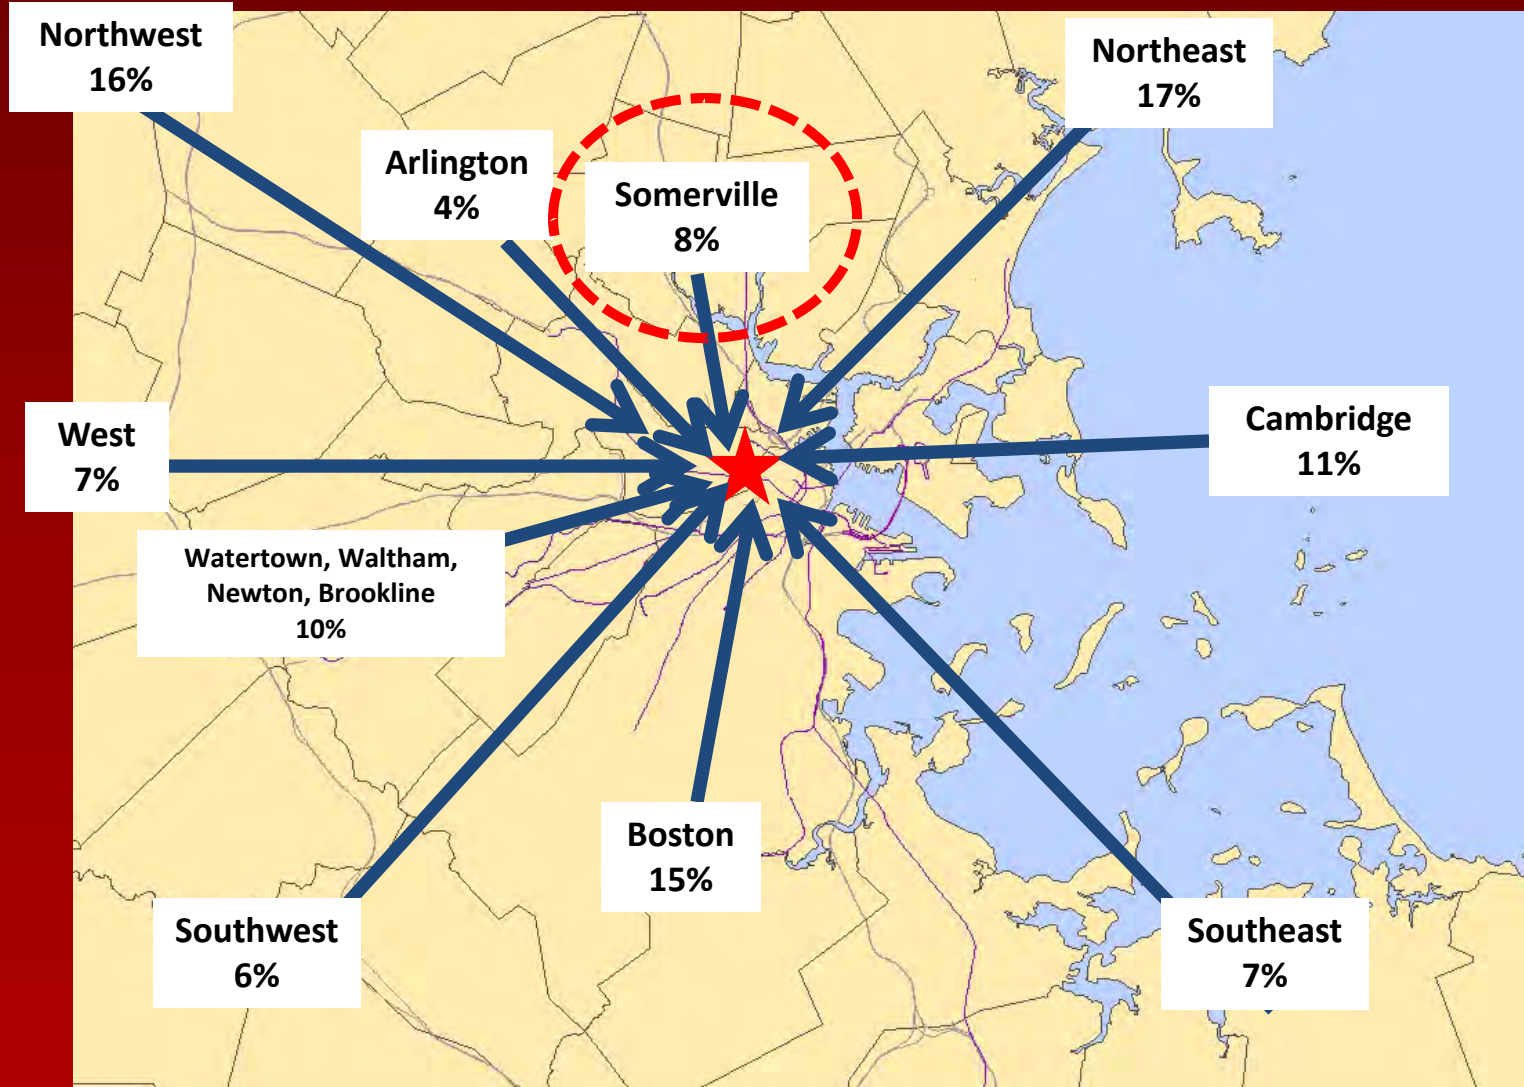 Northwest
16%
Northeast
17%
Arlington
4%
Somerville
8%
West
7%
Cambridge
11%
Watertown, Waltham,
Newton, Brookline
10%
Boston
15%
Southwest
6%
Southeast
7%